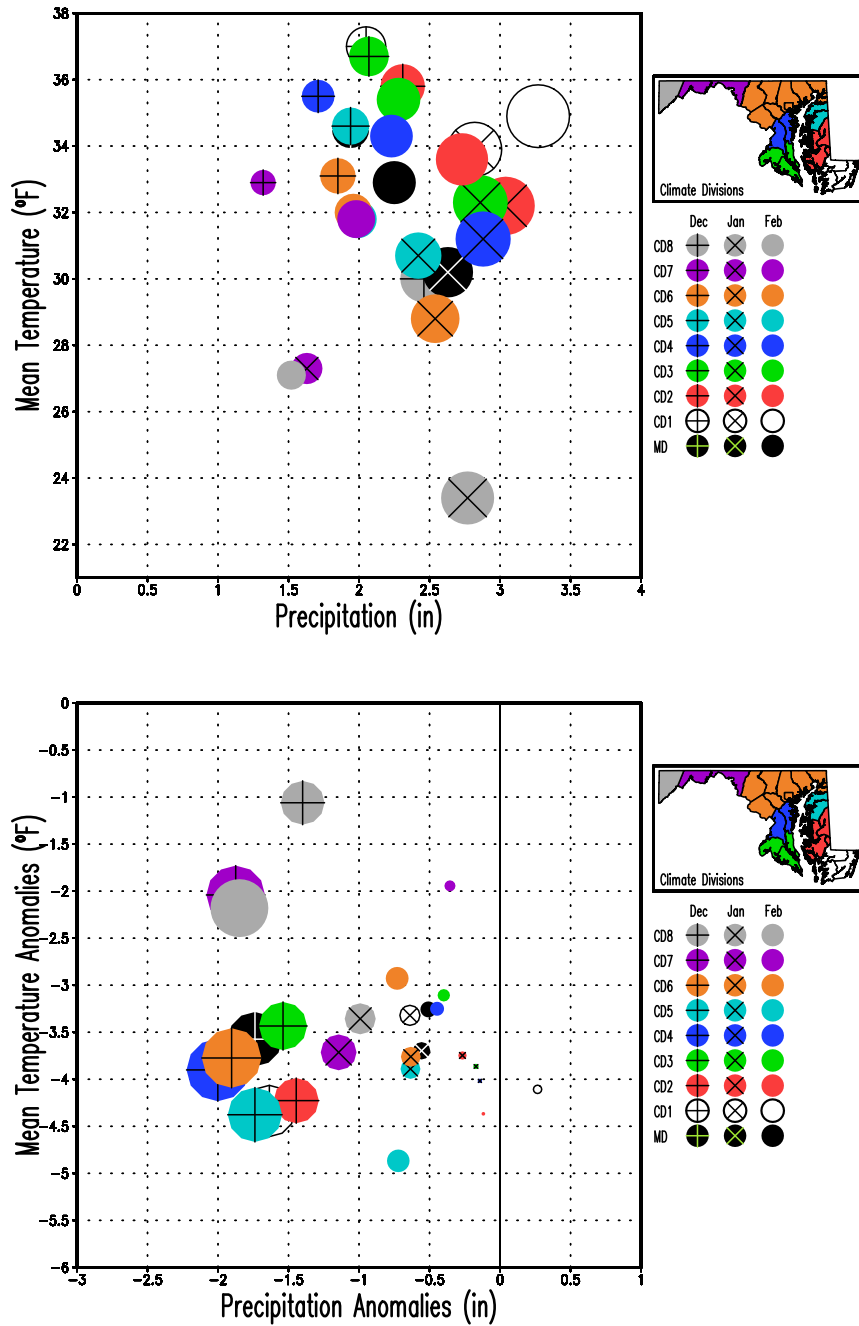 38
36
34
32
30
28
26
24
22
Mean Temperature (ºF)
0 0.5 1 1.5 2 2.5 3 3.5 4
Precipitation (in)
Climate Divisions
Dec Jan Feb
CD8
CD7
CD6
CD5
CD4
CD3
CD2
CD1
MD
0
-0.5
-1
-1.5
-2
-2.5
-3
-3.5
-4
-4.5
-5
-5.5
-6
Mean Temperature Anomalies (ºF)
-3 -2.5 -2 -1.5 -1 -0.5 0 0.5 1
Precipitation Anomalies (in)
Climate Divisions
Dec Jan Feb
CD8
CD7
CD6
CD5
CD4
CD3
CD2
CD1
MD